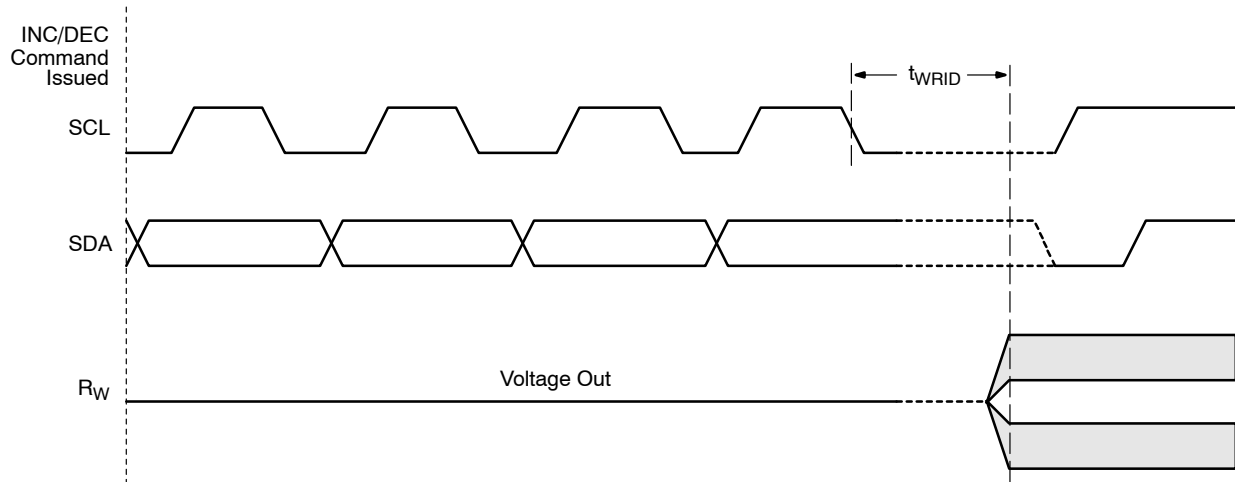 INC/DEC
Command
Issued
tWRID
SCL
SDA
Voltage Out
RW